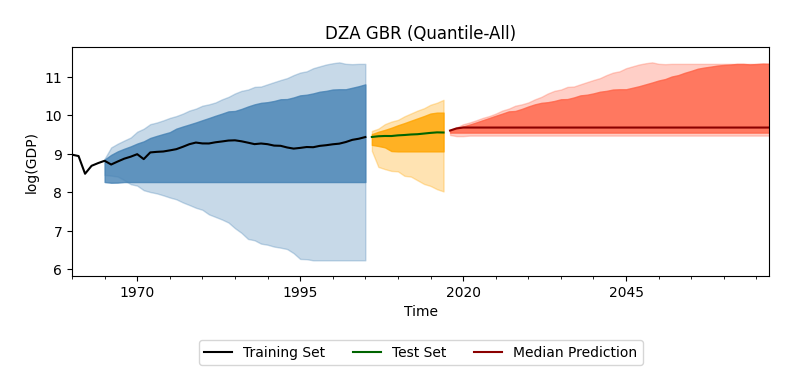 DZA GBR (Quantile-All)
11
10
9
8
7
6
log(GDP)
1970
1995
2020
2045
Time
Training Set
Test Set
Median Prediction